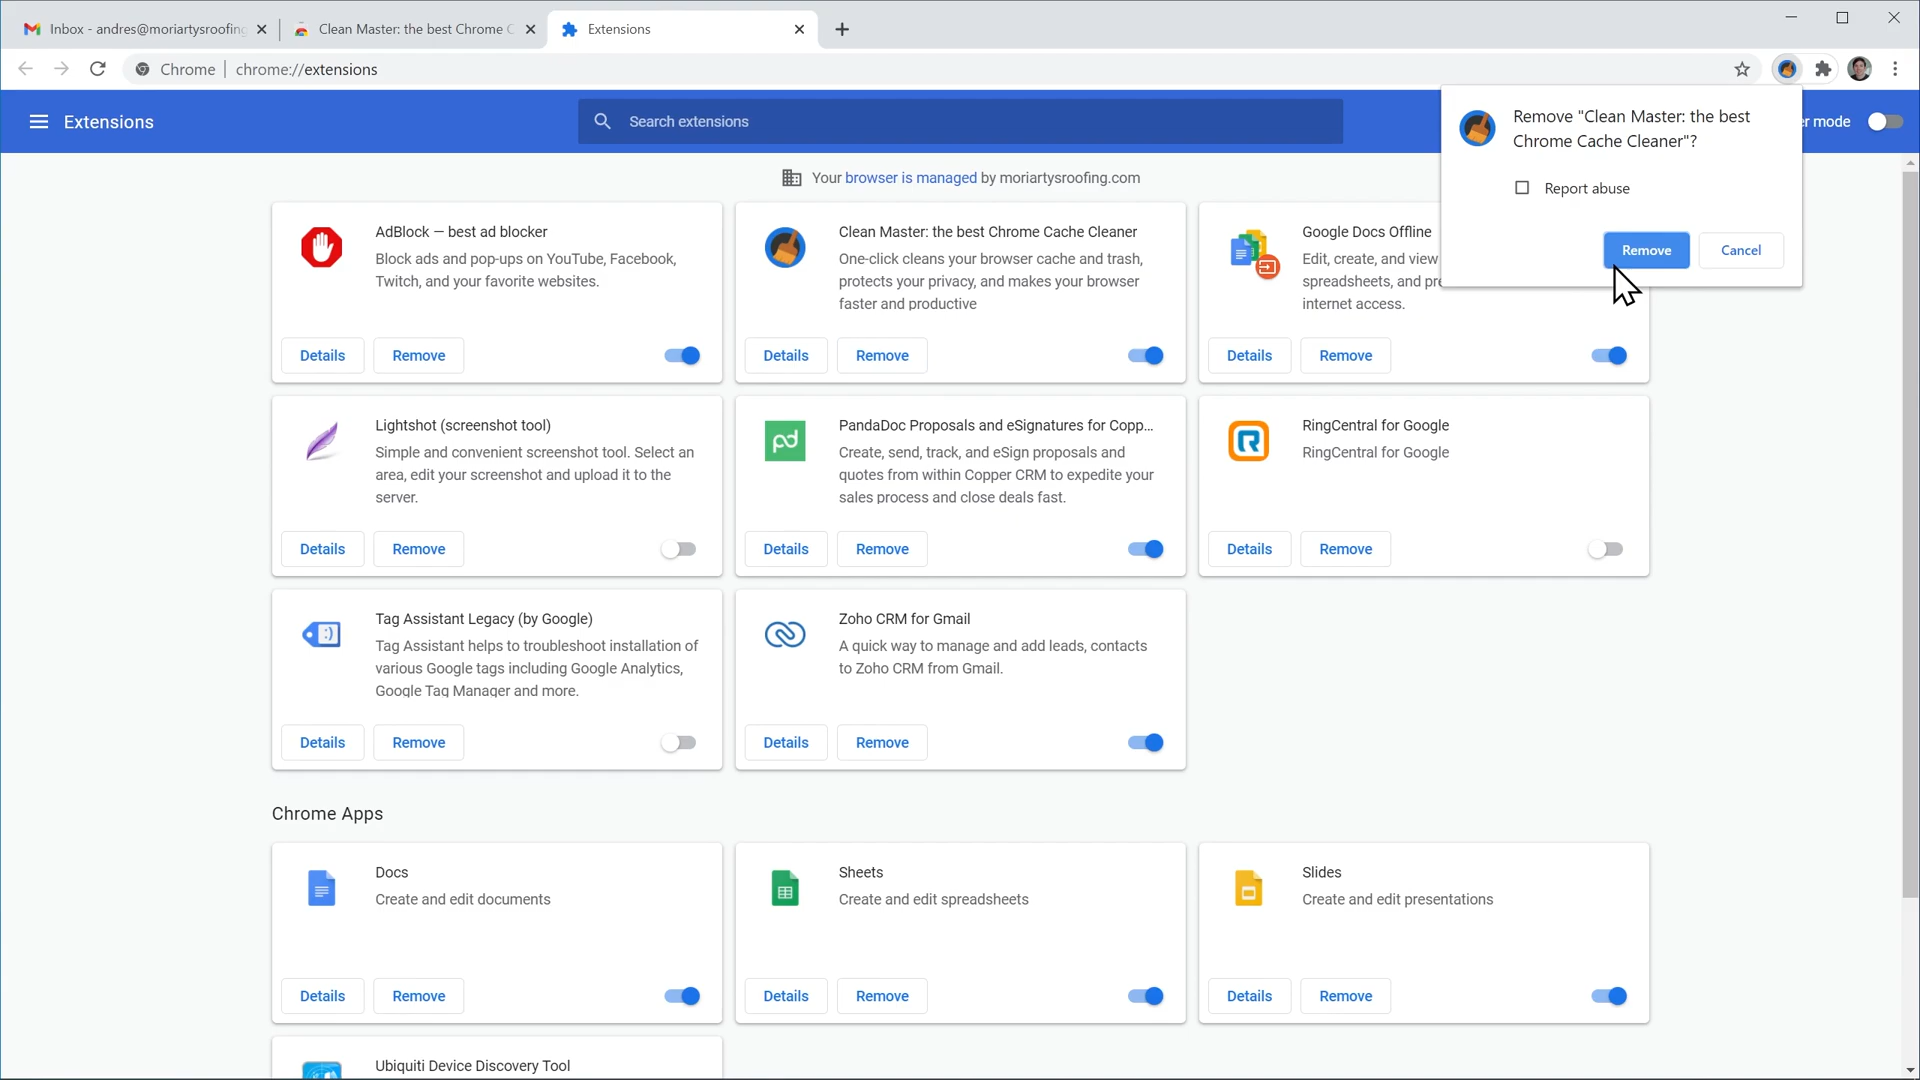 Inbox - andres@moriartysroofing
Clean Master: the best Chrome C
Extensions
Chrome
chrome://extensions
Extensions
Search extensions
er mode
Remove "Clean Master: the best
Chrome Cache Cleaner"?
Report abuse
Remove
Cancel
Your browser is managed by moriartysroofing.com
AdBlock — best ad blocker
Block ads and pop-ups on YouTube, Facebook,
Twitch, and your favorite websites.
Details
Remove
Clean Master: the best Chrome Cache Cleaner
One-click cleans your browser cache and trash,
protects your privacy, and makes your browser
faster and productive
Details
Remove
Google Docs Offline
Edit, create, and view
spreadsheets, and pre
internet access.
Details
Remove
Lightshot (screenshot tool)
Simple and convenient screenshot tool. Select an
area, edit your screenshot and upload it to the
server.
Details
Remove
pd
PandaDoc Proposals and eSignatures for Copp...
Create, send, track, and eSign proposals and
quotes from within Copper CRM to expedite your
sales process and close deals fast.
Details
Remove
R
RingCentral for Google
RingCentral for Google
Details
Remove
Tag Assistant Legacy (by Google)
Tag Assistant helps to troubleshoot installation of
various Google tags including Google Analytics,
Google Tag Manager and more.
Details
Remove
Zoho CRM for Gmail
A quick way to manage and add leads, contacts
to Zoho CRM from Gmail.
Details
Remove
Chrome Apps
Docs
Create and edit documents
Details
Remove
Sheets
Create and edit spreadsheets
Details
Remove
Slides
Create and edit presentations
Details
Remove
Ubiquiti Device Discovery Tool